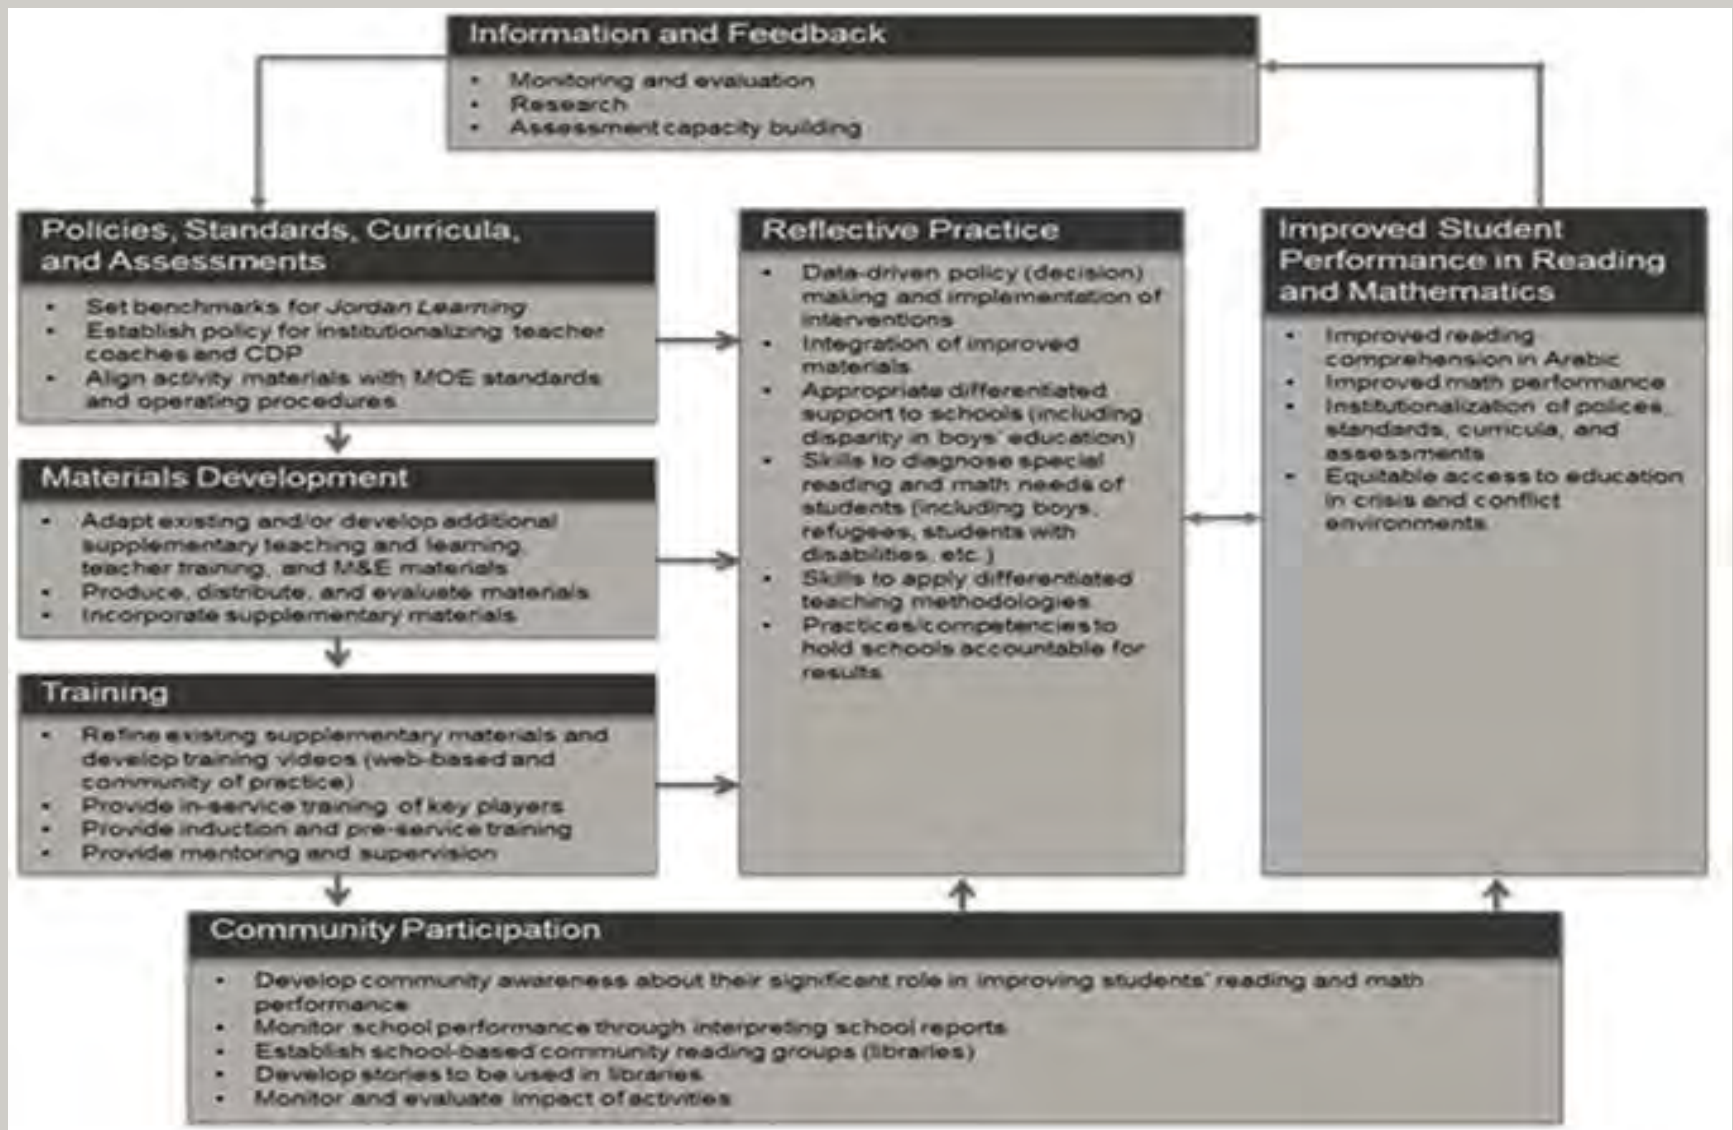 Information and Feedback
• Monitoring and evaluation
• Research
• Assessment capacity building
Policies, Standards, Curricula,
and Assessments
• Set benchmarks for Jordan Learning
• Establish policy for institutionalizing teacher
coaches and CDP
• Align activity materials with MOE standards
and operating procedures
Materials Development
• Adapt existing and/or develop additional
supplementary teaching and learning,
teacher training, and M&E materials
• Produce, distribute, and evaluate materials
• Incorporate supplementary materials
Training
• Refine existing supplementary materials and
develop training videos (web-based and
community of practice)
• Provide in-service training of key players
• Provide induction and pre-service training
• Provide mentoring and supervision
Reflective Practice
• Data-driven policy (decision)
making and implementation of
interventions
• Integration of improved
materials
• Appropriate differentiated
support to schools (including
disparity in boys' education)
• Skills to diagnose special
reading and math needs of
students (including boys,
refugees, students with
disabilities, etc.)
• Skills to apply differentiated
teaching methodologies
• Practices/competencies to
hold schools accountable for
results
Improved Student
Performance in Reading
and Mathematics
• Improved reading
comprehension in Arabic
• Improved math performance
• Institutionalization of polices,
standards, curricula, and
assessments
• Equitable access to education
in crisis and conflict
environments
Community Participation
• Develop community awareness about their significant role in improving students' reading and math
performance
• Monitor school performance through interpreting school reports
• Establish school-based community reading groups (libraries)
• Develop stories to be used in libraries
• Monitor and evaluate impact of activities